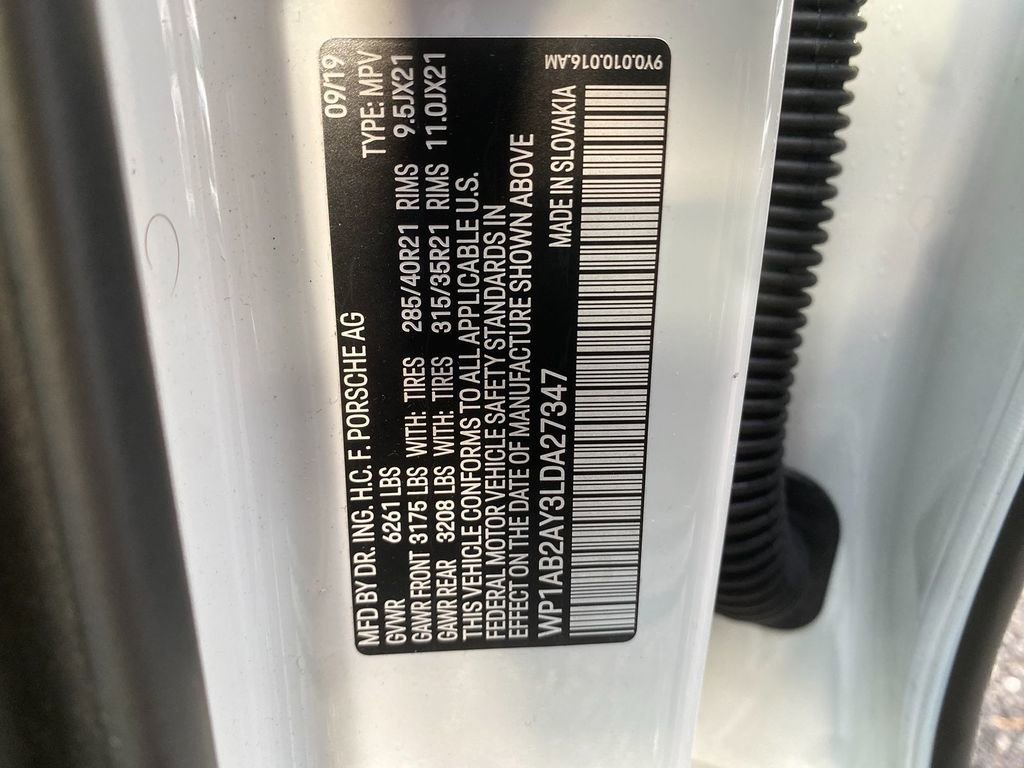 MFD BY DR. ING. H.C. F. PORSCHE AG 09/19
GVWR 6261 LBS TYPE: MPV
GAWR FRONT 3175 LBS WITH: TIRES 285/40R21 RIMS 9.5JX21
GAWR REAR 3208 LBS WITH: TIRES 315/35R21 RIMS 11.0JX21
THIS VEHICLE CONFORMS TO ALL APPLICABLE U.S.
FEDERAL MOTOR VEHICLE SAFETY STANDARDS IN
EFFECT ON THE DATE OF MANUFACTURE SHOWN ABOVE
WP1AB2AY3LDA27347 MADE IN SLOVAKIA
9Y0.010.016.AM